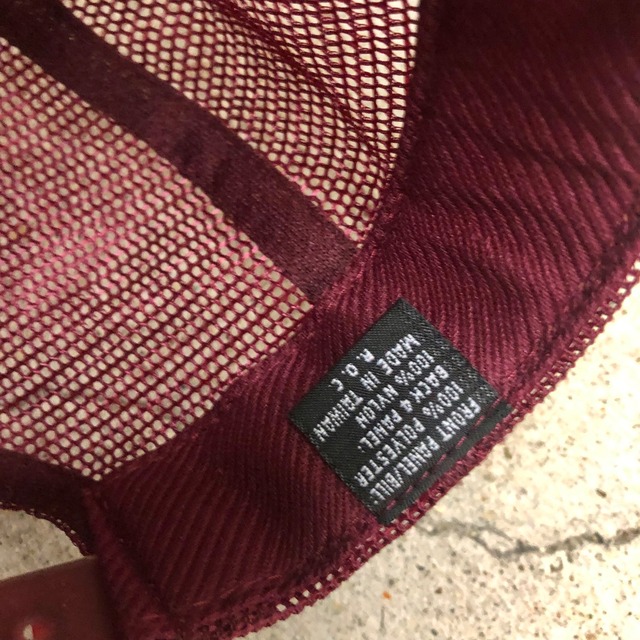 FRONT PANEL & BILL
100% POLYESTER
BACK 4 PANEL
100% NYLON
MADE IN TAIWAN
R.O.C